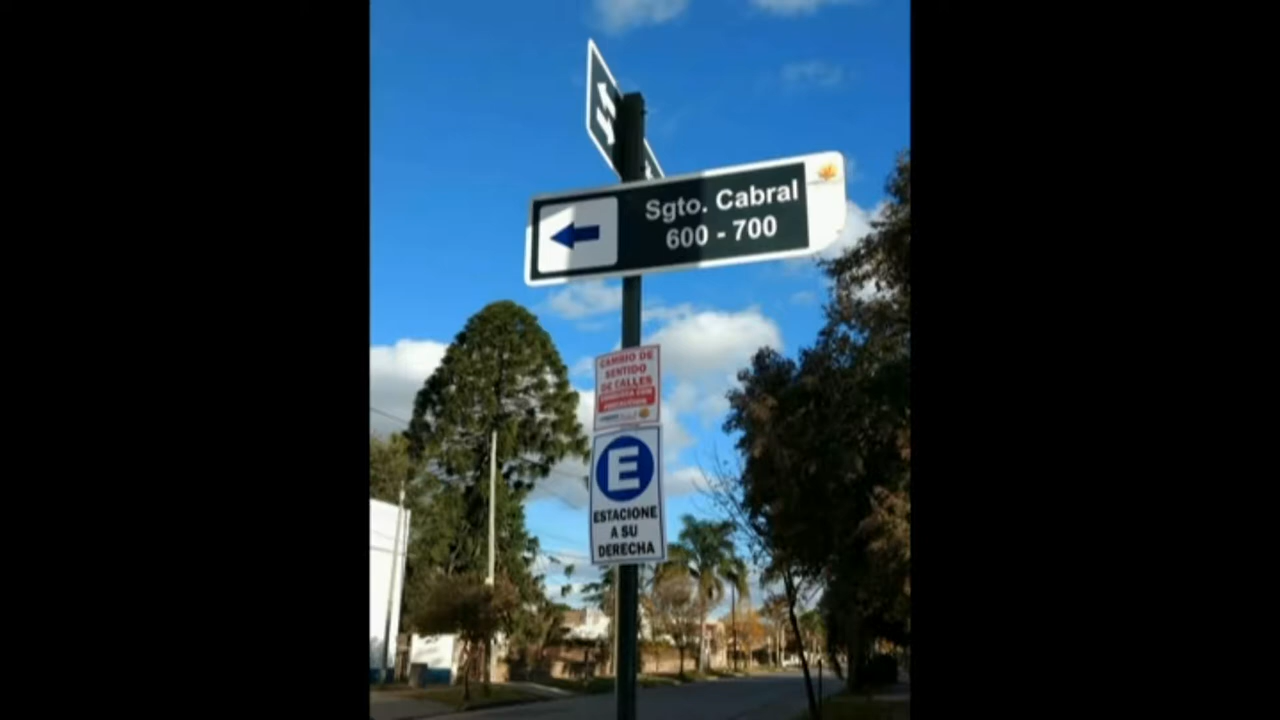 Sgto. Cabral
600 - 700
CAMBIO DE
SENTIDO
DE CALLES
E
ESTACIONE
A SU
DERECHA